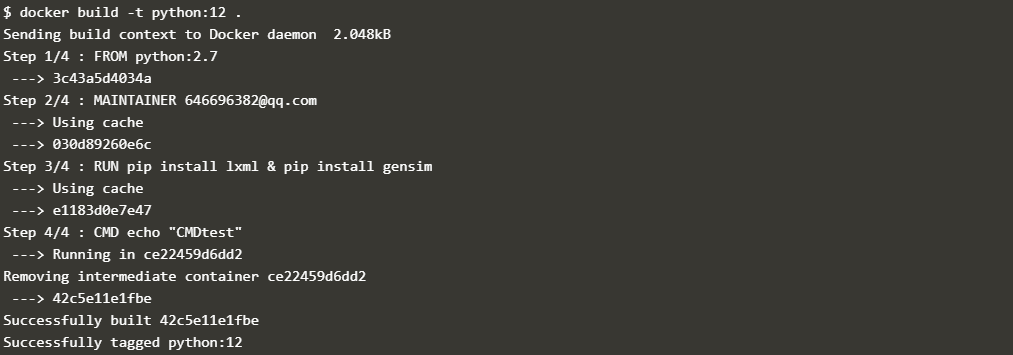 $ docker build -t python:12 .
Sending build context to Docker daemon  2.048kB
Step 1/4 : FROM python:2.7
 ---> 3c43a5d4034a
Step 2/4 : MAINTAINER 646696382@qq.com
 ---> Using cache
 ---> 030d89260e6c
Step 3/4 : RUN pip install lxml & pip install gensim
 ---> Using cache
 ---> e1183d0e7e47
Step 4/4 : CMD echo "CMDtest"
 ---> Running in ce22459d6dd2
Removing intermediate container ce22459d6dd2
 ---> 42c5e11e1fbe
Successfully built 42c5e11e1fbe
Successfully tagged python:12